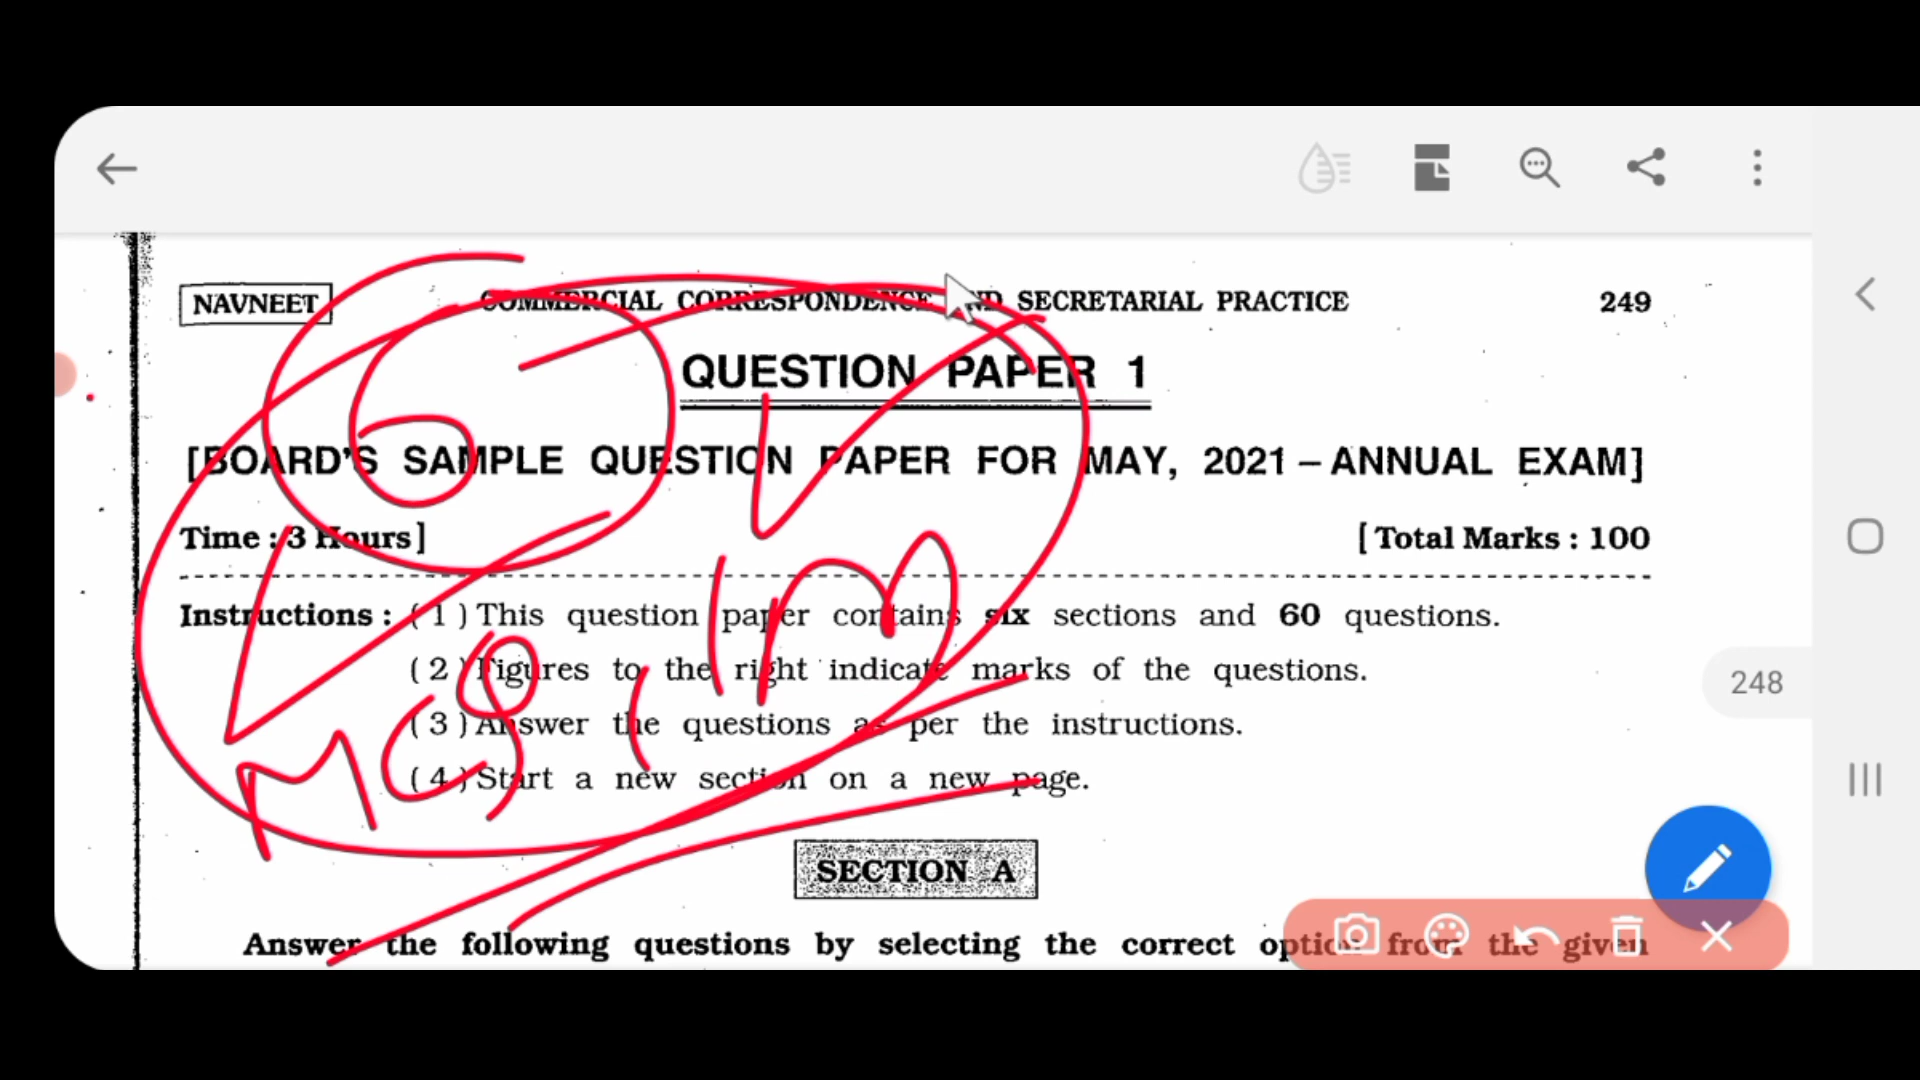 NAVNEET COMMERCIAL CORRESPONDENCE AND SECRETARIAL PRACTICE 249
QUESTION PAPER 1
[BOARD'S SAMPLE QUESTION PAPER FOR MAY, 2021 – ANNUAL EXAM]
Time : 3 Hours] [ Total Marks : 100
Instructions : ( 1 ) This question paper contains six sections and 60 questions.
( 2 ) Figures to the right indicate marks of the questions.
( 3 ) Answer the questions as per the instructions.
( 4 ) Start a new section on a new page.
SECTION A
Answer the following questions by selecting the correct option from the given
248
6